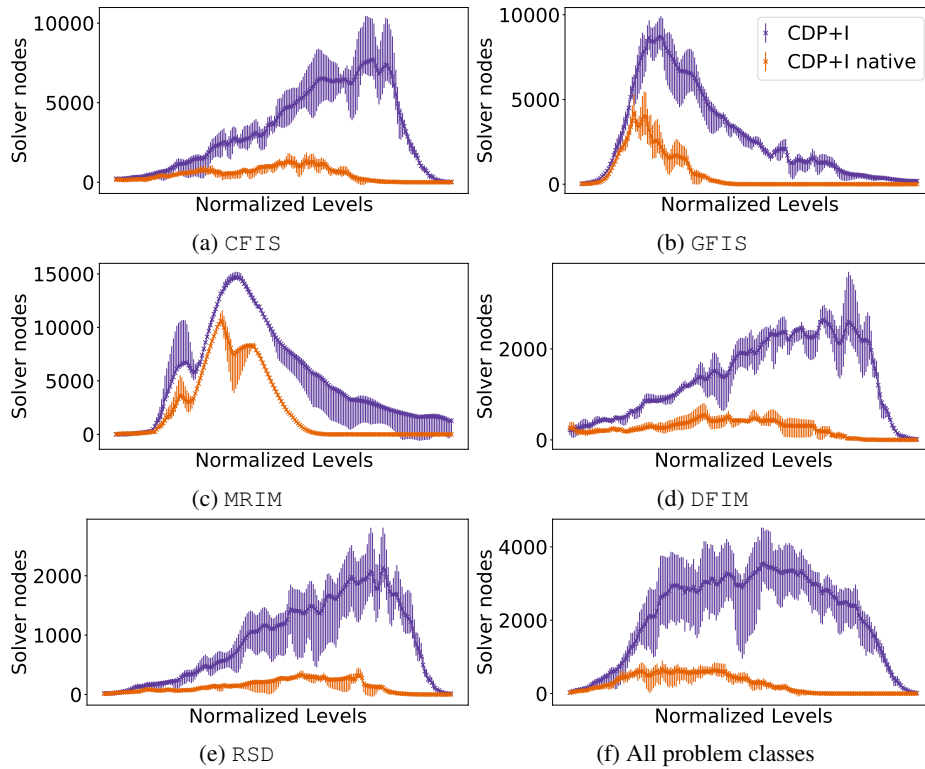 10000
5000
0
Solver nodes
Normalized Levels
(a) CFIS
10000
5000
0
Solver nodes
CDP+I
CDP+I native
Normalized Levels
(b) GFIS
15000
10000
5000
0
Solver nodes
Normalized Levels
(c) MRIM
2000
0
Solver nodes
Normalized Levels
(d) DFIM
2000
1000
0
Solver nodes
Normalized Levels
(e) RSD
4000
2000
0
Solver nodes
Normalized Levels
(f) All problem classes